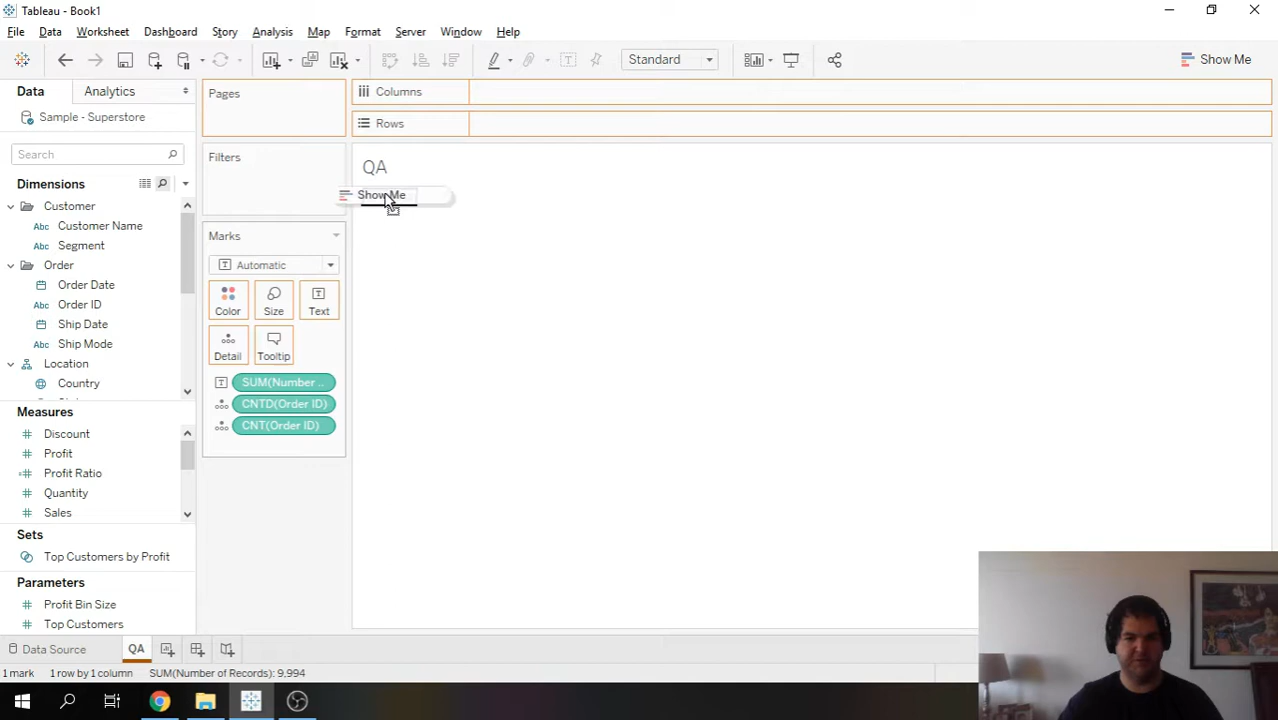 Tableau - Book1
File Data Worksheet Dashboard Story Analysis Map Format Server Window Help
Standard
Show Me
Data Analytics
Sample - Superstore
Search
Dimensions
Customer
Abc Customer Name
Abc Segment
Order
Order Date
Abc Order ID
Ship Date
Abc Ship Mode
Location
Country
Measures
Discount
Profit
Profit Ratio
Quantity
Sales
Sets
Top Customers by Profit
Parameters
Profit Bin Size
Top Customers
Pages
Filters
Marks
Automatic
Color Size Text
Detail Tooltip
SUM(Number ..
CNTD(Order ID)
CNT(Order ID)
Columns
Rows
QA
Show Me
Data Source QA
1 mark 1 row by 1 column SUM(Number of Records): 9,994